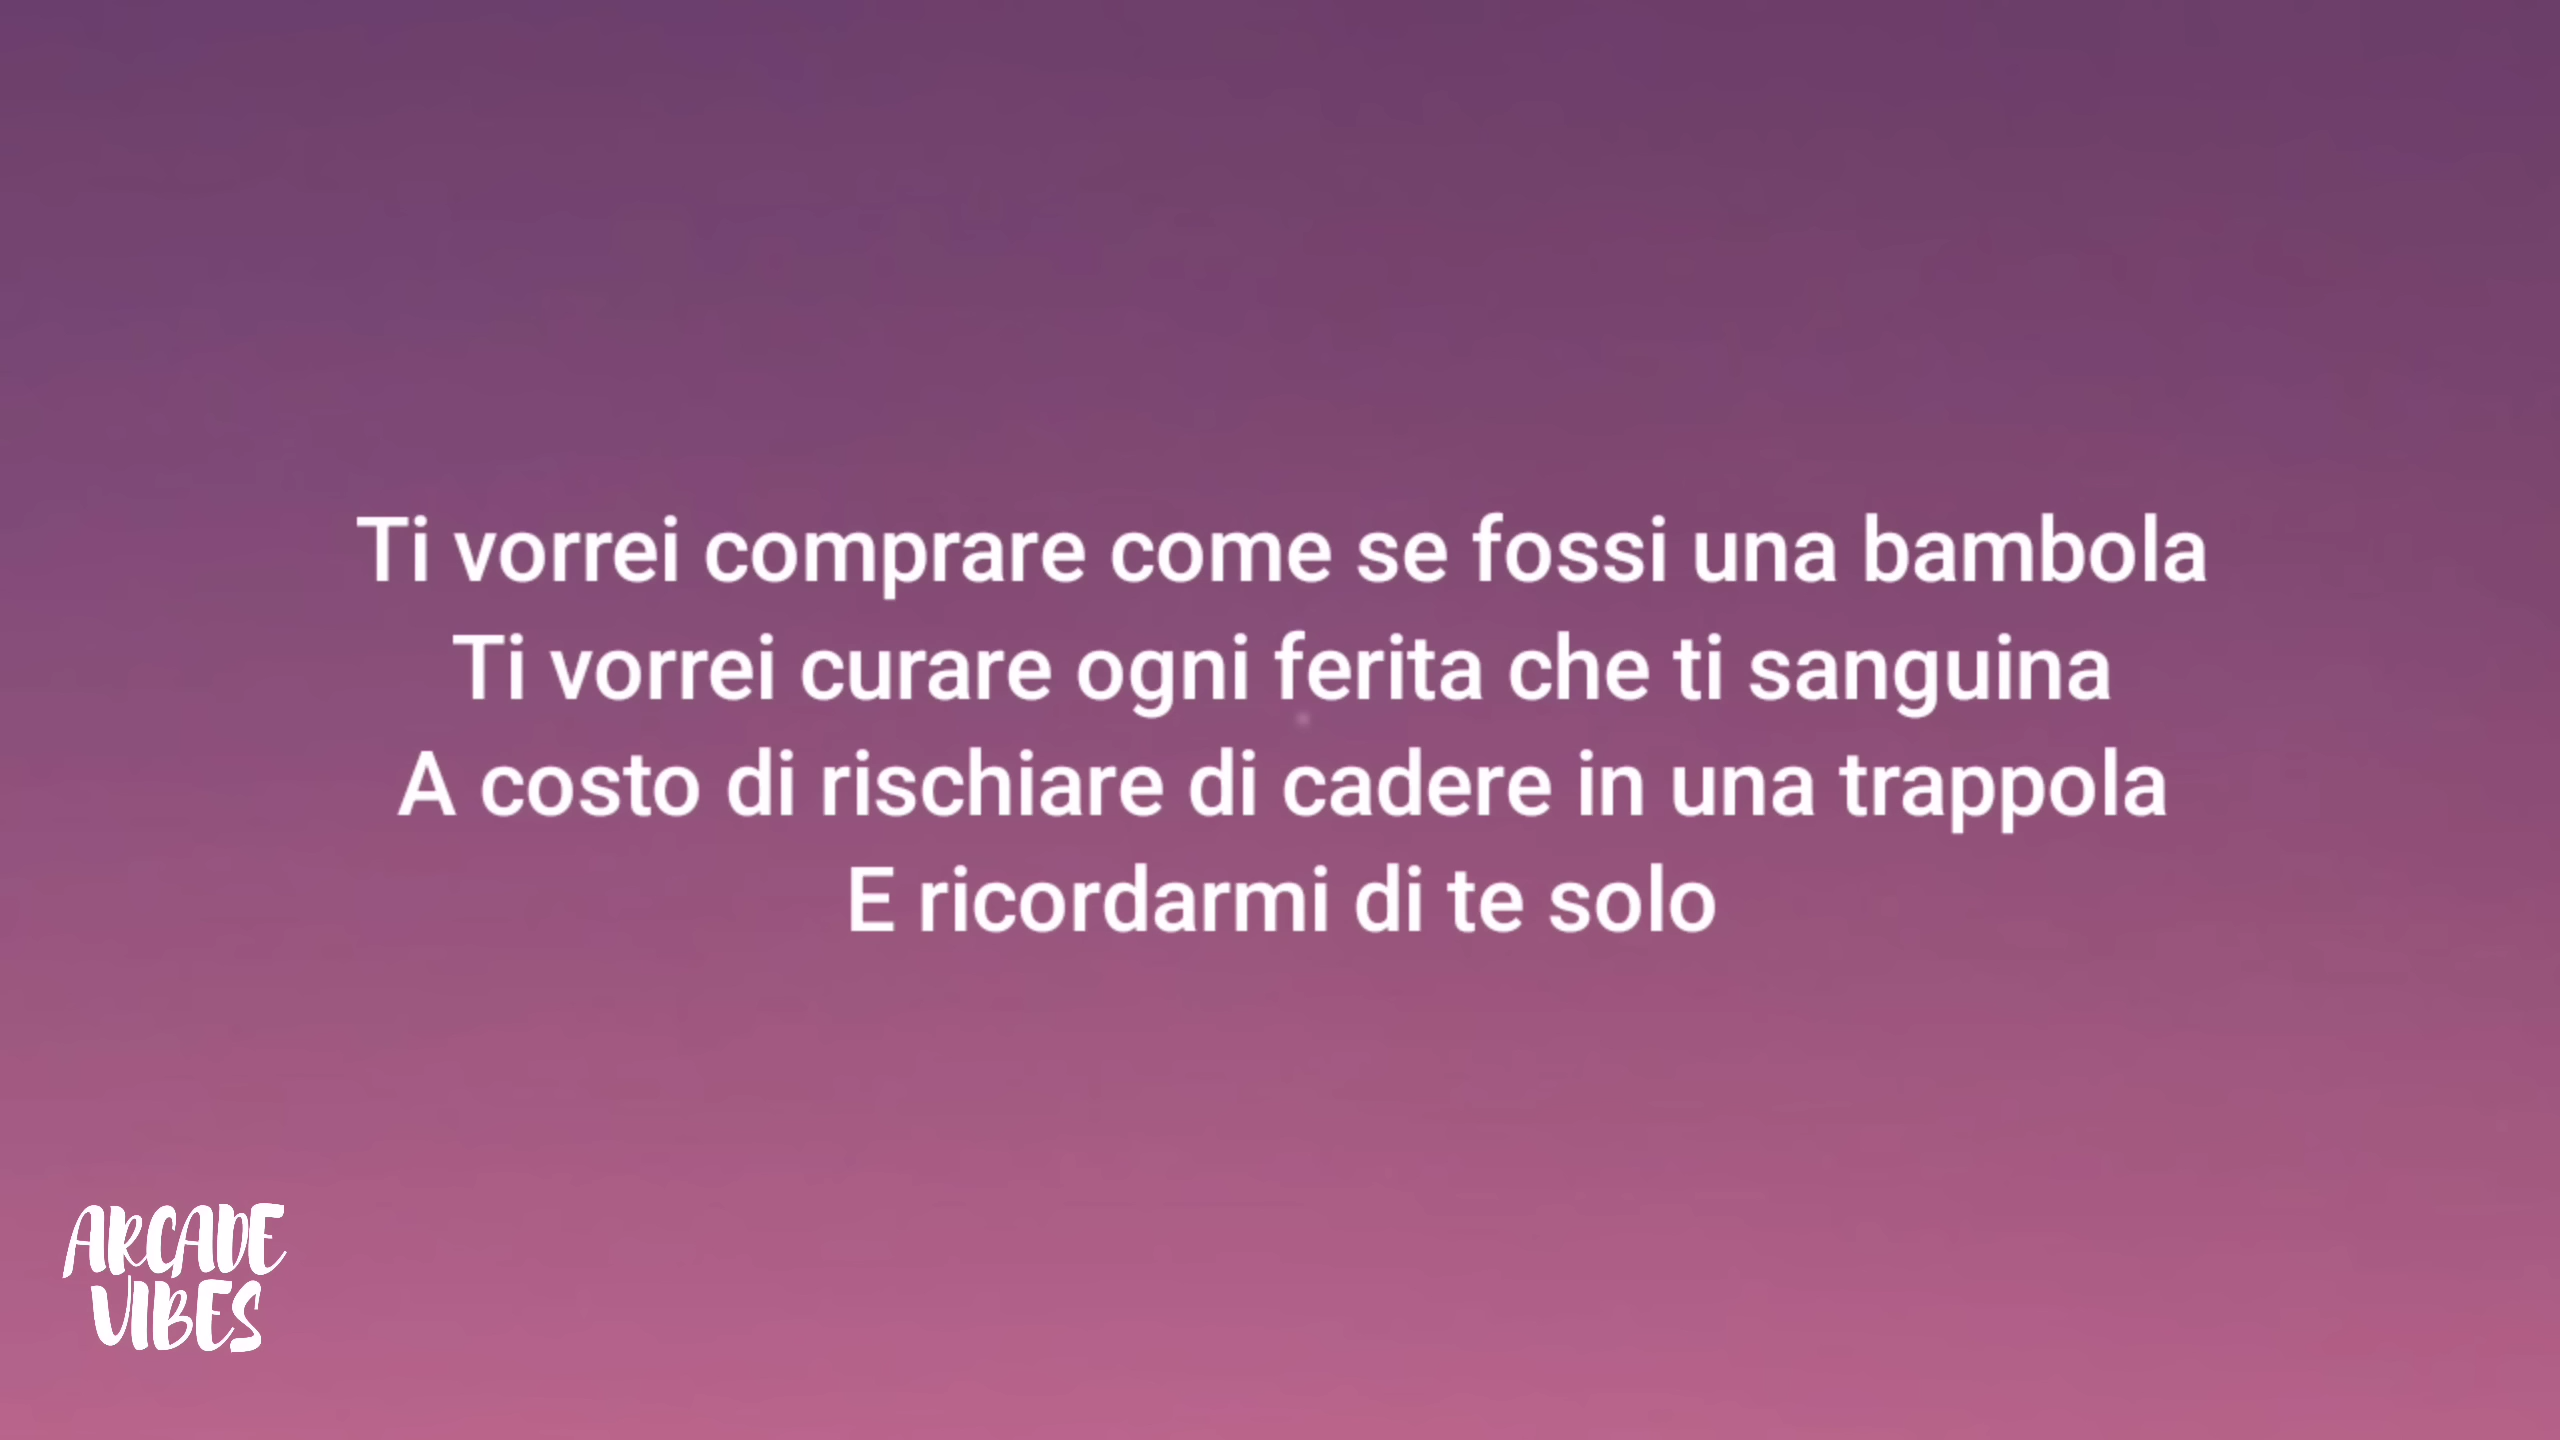 Ti vorrei comprare come se fossi una bambola
Ti vorrei curare ogni ferita che ti sanguina
A costo di rischiare di cadere in una trappola
E ricordarmi di te solo
ARCADE
VIBES